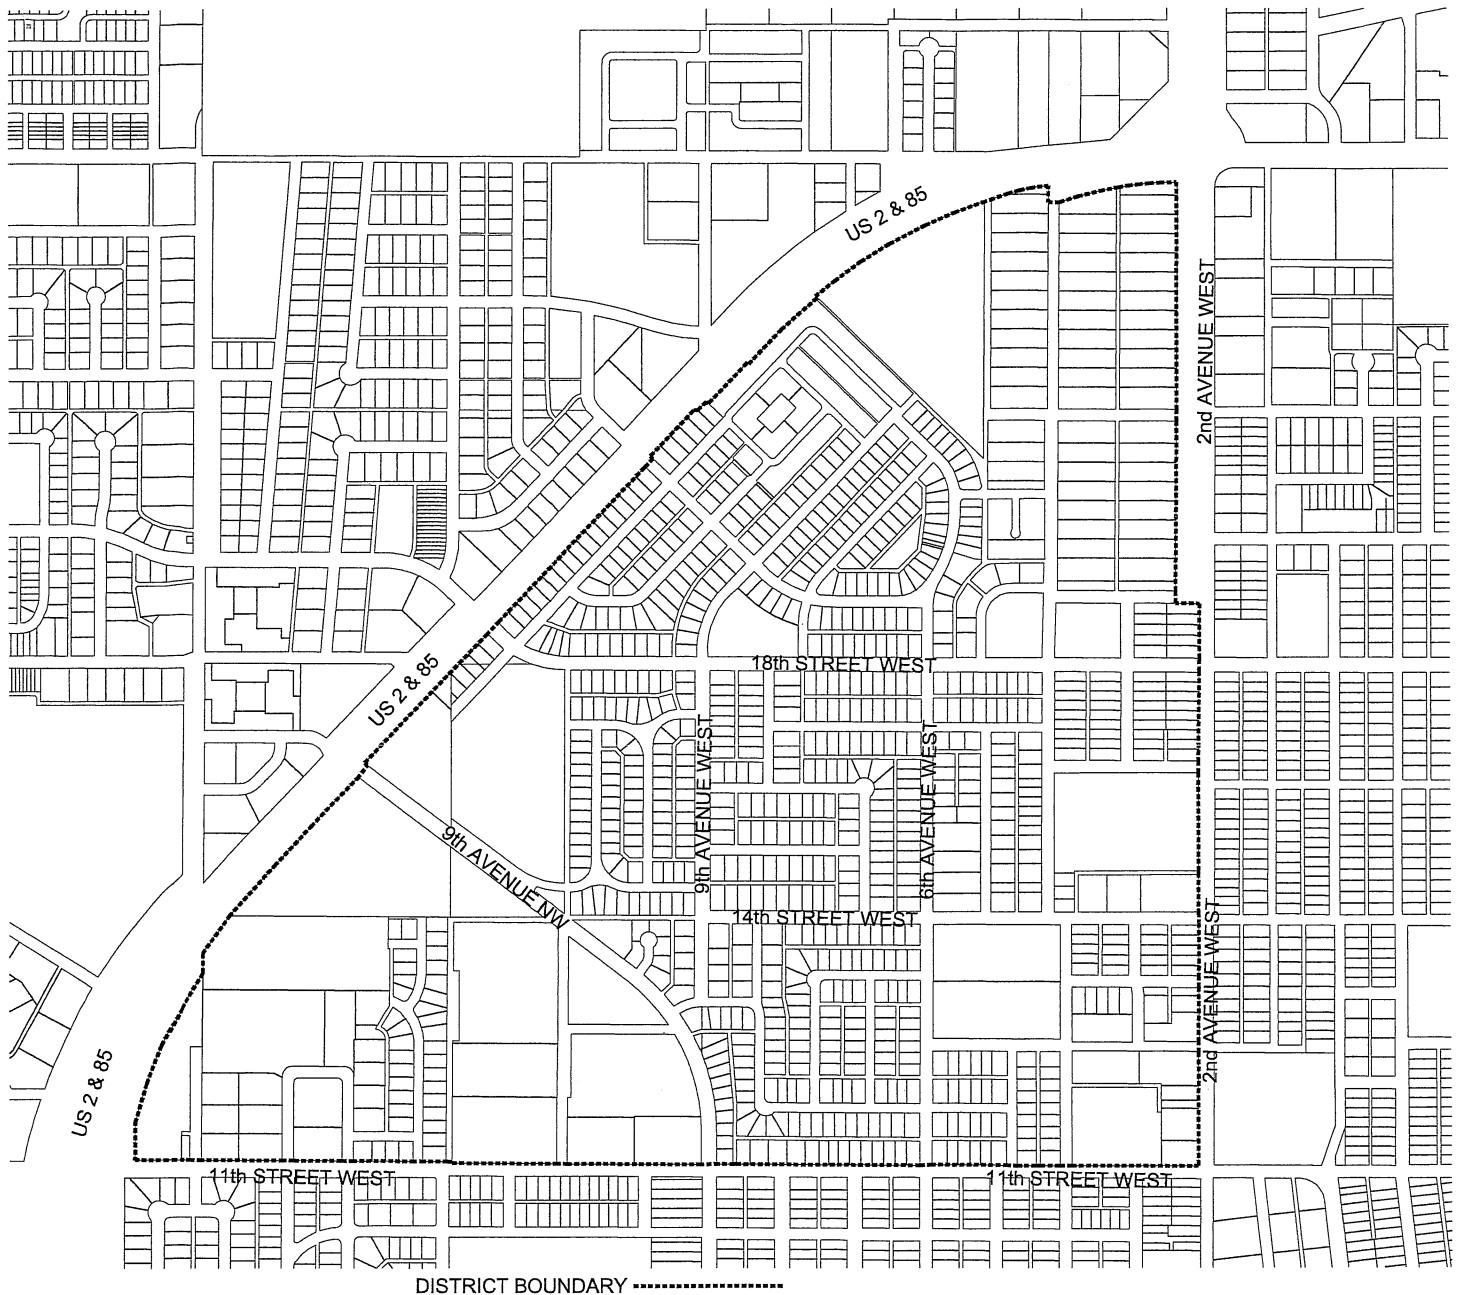 US 2 & 85
2nd AVENUE WEST
US 2 & 85
18th STREET WEST
9th AVENUE WEST
6th AVENUE WEST
9th AVENUE NW
14th STREET WEST
2nd AVENUE WEST
US 2 & 85
11th STREET WEST
11th STREET WEST
DISTRICT BOUNDARY